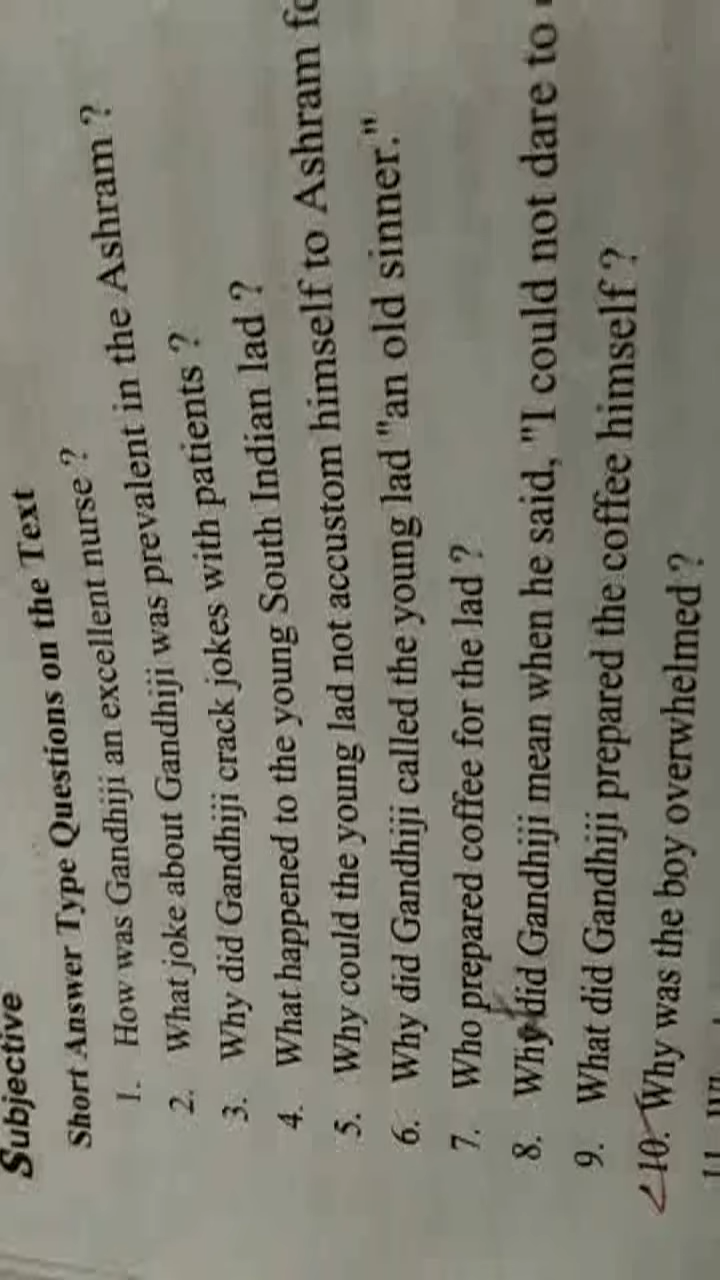 Subjective
Short Answer Type Questions on the Text
1. How was Gandhiji an excellent nurse ?
2. What joke about Gandhiji was prevalent in the Ashram ?
3. Why did Gandhiji crack jokes with patients ?
4. What happened to the young South Indian lad ?
5. Why could the young lad not accustom himself to Ashram
6. Why did Gandhiji called the young lad "an old sinner."
7. Who prepared coffee for the lad ?
8. Why did Gandhiji mean when he said, "I could not dare to
9. What did Gandhiji prepared the coffee himself ?
10. Why was the boy overwhelmed ?